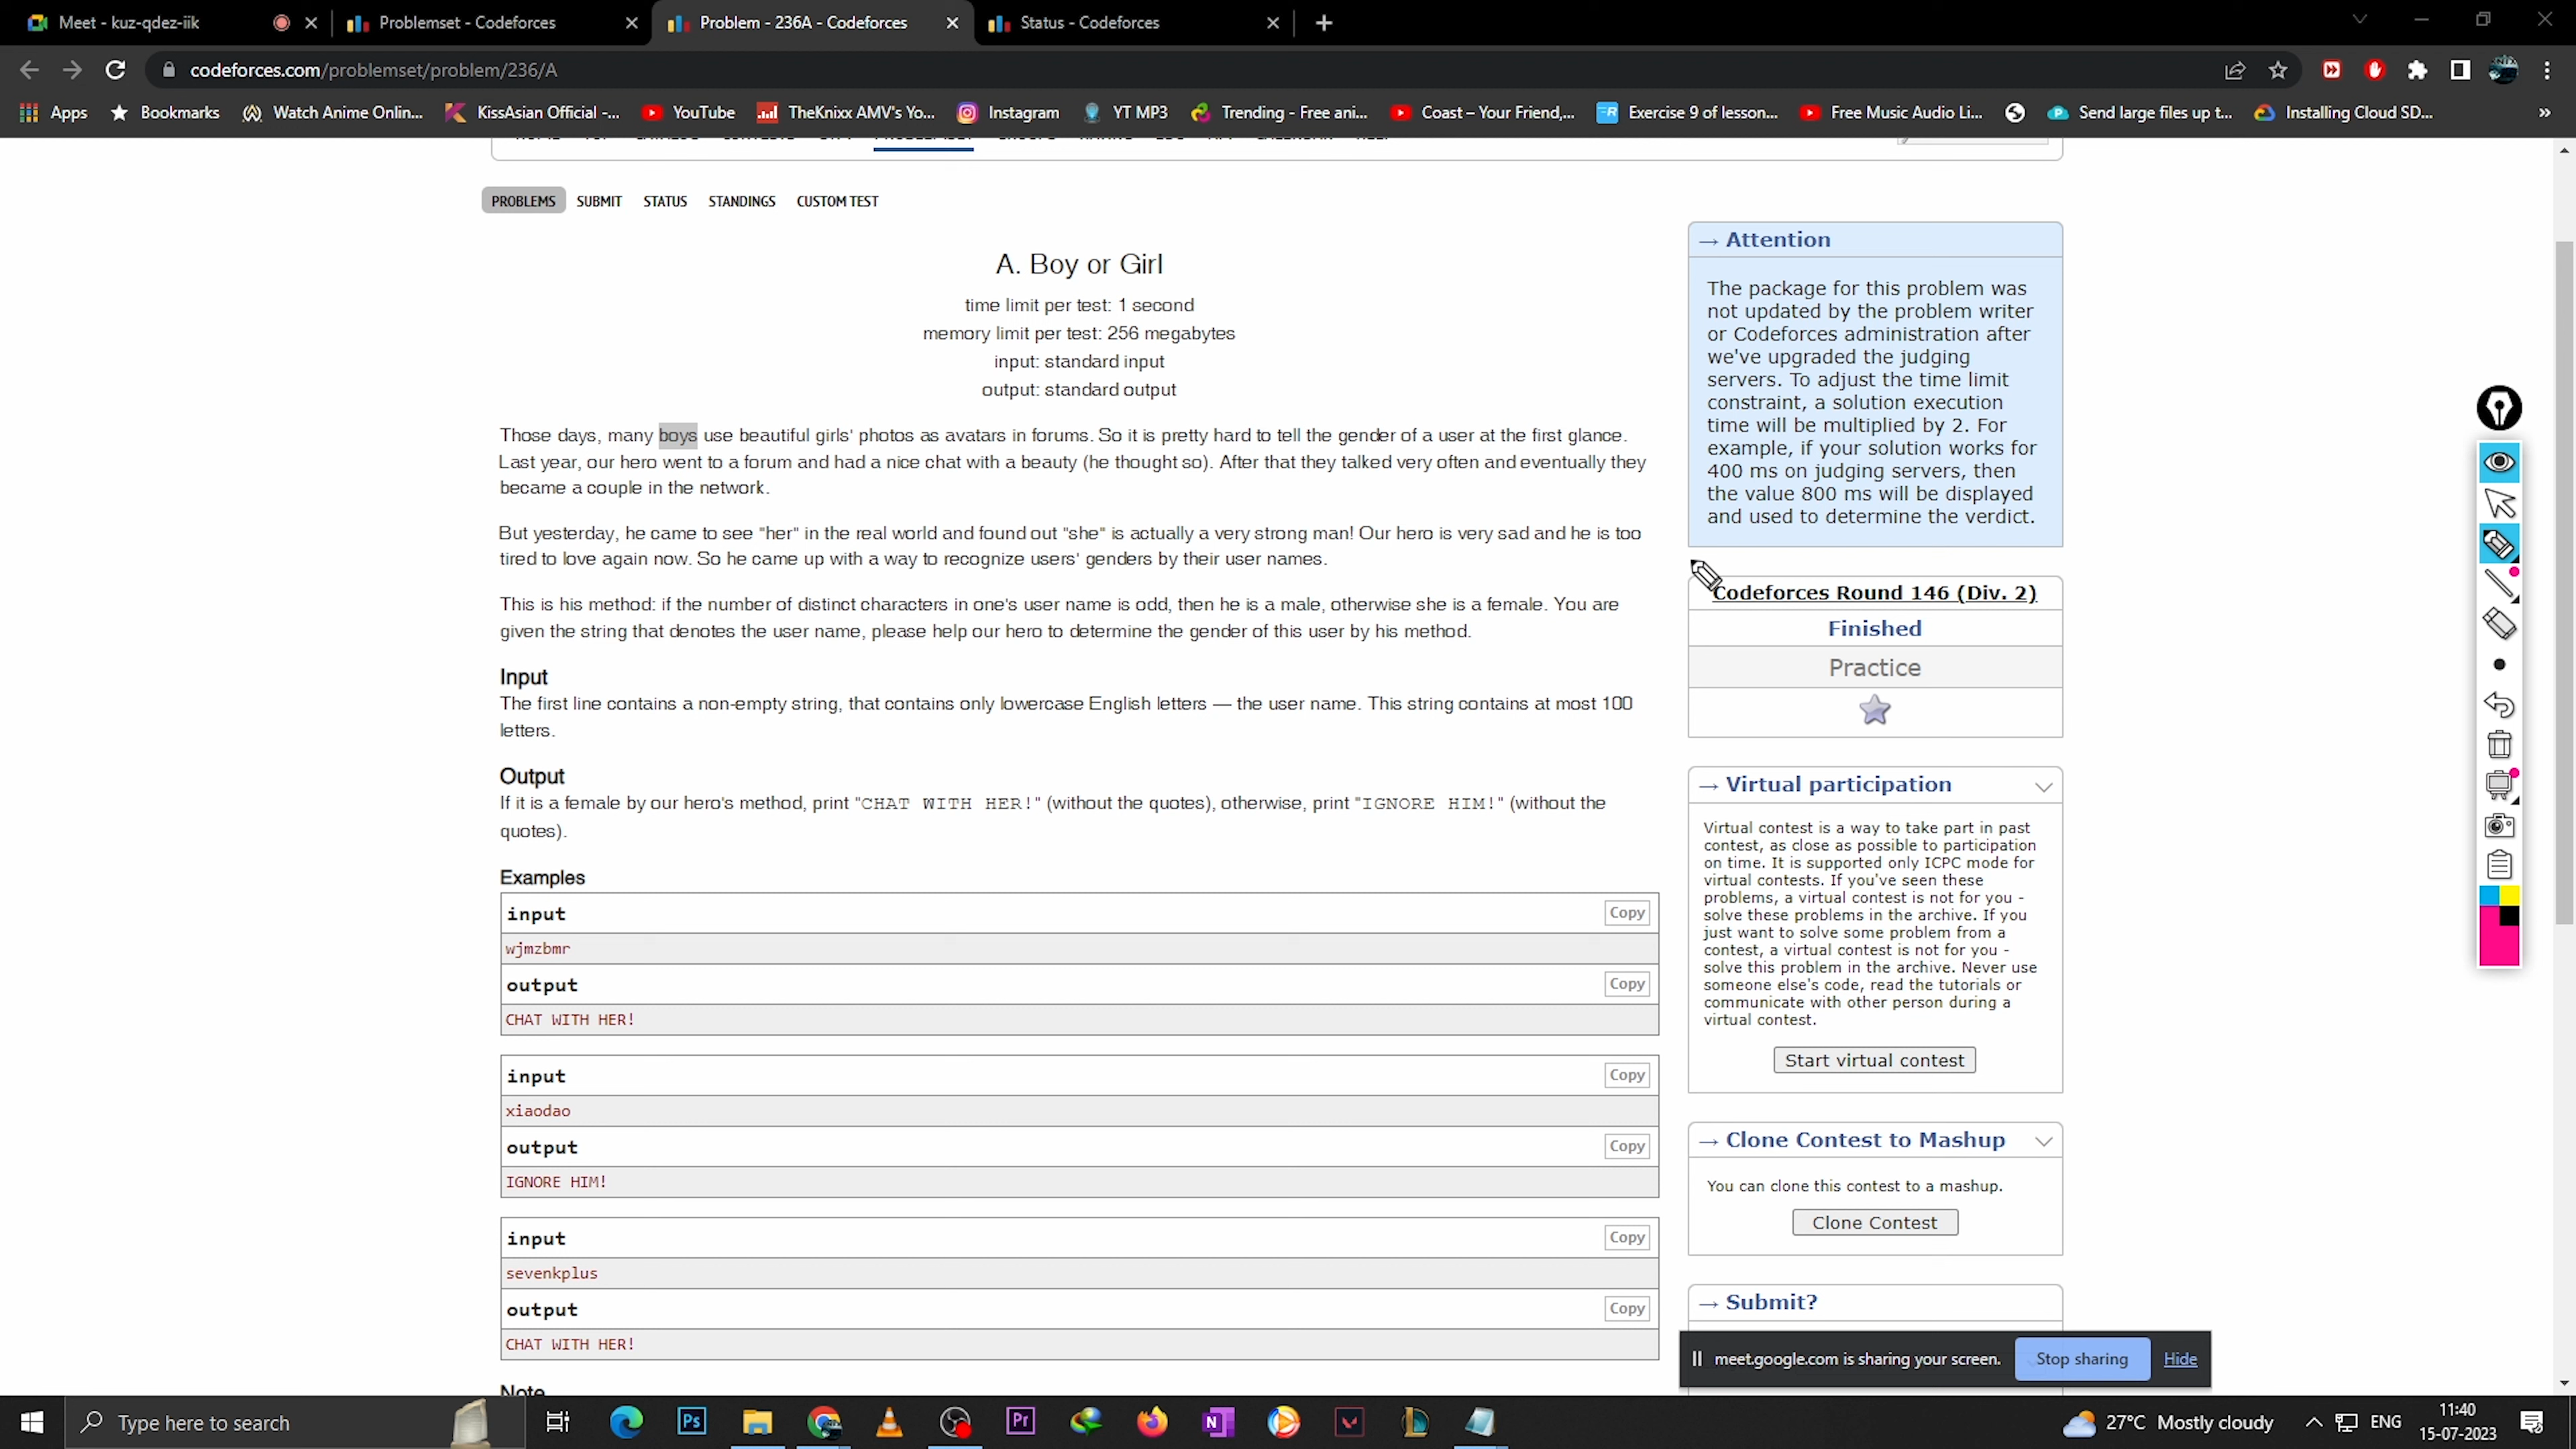 Meet - kuz-qdez-iik
Problemset - Codeforces
Problem - 236A - Codeforces
Status - Codeforces
codeforces.com/problemset/problem/236/A
Apps Bookmarks Watch Anime Onlin... KissAsian Official -... YouTube TheKnixx AMV's Yo... Instagram YT MP3 Trending - Free ani... Coast – Your Friend,... Exercise 9 of lesson... Free Music Audio Li... Send large files up t... Installing Cloud SD... »
PROBLEMS SUBMIT STATUS STANDINGS CUSTOM TEST
A. Boy or Girl
time limit per test: 1 second
memory limit per test: 256 megabytes
input: standard input
output: standard output
Those days, many boys use beautiful girls' photos as avatars in forums. So it is pretty hard to tell the gender of a user at the first glance.
Last year, our hero went to a forum and had a nice chat with a beauty (he thought so). After that they talked very often and eventually they
became a couple in the network.
But yesterday, he came to see "her" in the real world and found out "she" is actually a very strong man! Our hero is very sad and he is too
tired to love again now. So he came up with a way to recognize users' genders by their user names.
This is his method: if the number of distinct characters in one's user name is odd, then he is a male, otherwise she is a female. You are
given the string that denotes the user name, please help our hero to determine the gender of this user by his method.
Input
The first line contains a non-empty string, that contains only lowercase English letters — the user name. This string contains at most 100
letters.
Output
If it is a female by our hero's method, print "CHAT WITH HER!" (without the quotes), otherwise, print "IGNORE HIM!" (without the
quotes).
Examples
input Copy
wjmzbmr
output Copy
CHAT WITH HER!
input Copy
xiaodao
output Copy
IGNORE HIM!
input Copy
sevenkplus
output Copy
CHAT WITH HER!
Note
→ Attention
The package for this problem was
not updated by the problem writer
or Codeforces administration after
we've upgraded the judging
servers. To adjust the time limit
constraint, a solution execution
time will be multiplied by 2. For
example, if your solution works for
400 ms on judging servers, then
the value 800 ms will be displayed
and used to determine the verdict.
Codeforces Round 146 (Div. 2)
Finished
Practice
→ Virtual participation
Virtual contest is a way to take part in past
contest, as close as possible to participation
on time. It is supported only ICPC mode for
virtual contests. If you've seen these
problems, a virtual contest is not for you -
solve these problems in the archive. If you
just want to solve some problem from a
contest, a virtual contest is not for you -
solve this problem in the archive. Never use
someone else's code, read the tutorials or
communicate with other person during a
virtual contest.
Start virtual contest
→ Clone Contest to Mashup
You can clone this contest to a mashup.
Clone Contest
→ Submit?
meet.google.com is sharing your screen. Stop sharing Hide
Type here to search
27°C Mostly cloudy ENG
11:40
15-07-2023